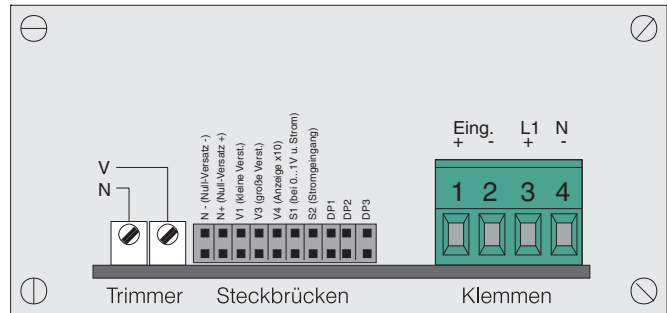 V
N
N - (Null-Versatz -)
N+ (Null-Versatz +)
V1 (kleine Verst.)
V3 (große Verst.)
V4 (Anzeige x10)
S1 (bei 0...1V u. Strom)
S2 (Stromeingang)
DP1
DP2
DP3
Eing. L1 N
+ - + -
1 2 3 4
Trimmer Steckbrücken Klemmen